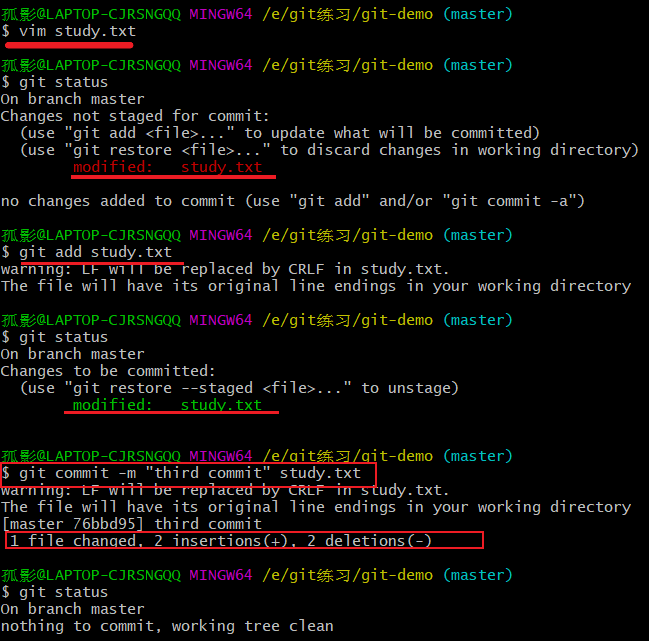 孤影@LAPTOP-CJRSNGQQ MINGW64 /e/git练习/git-demo (master)
$ vim study.txt
孤影@LAPTOP-CJRSNGQQ MINGW64 /e/git练习/git-demo (master)
$ git status
On branch master
Changes not staged for commit:
  (use "git add <file>..." to update what will be committed)
  (use "git restore <file>..." to discard changes in working directory)
        modified:   study.txt
no changes added to commit (use "git add" and/or "git commit -a")
孤影@LAPTOP-CJRSNGQQ MINGW64 /e/git练习/git-demo (master)
$ git add study.txt
warning: LF will be replaced by CRLF in study.txt.
The file will have its original line endings in your working directory
孤影@LAPTOP-CJRSNGQQ MINGW64 /e/git练习/git-demo (master)
$ git status
On branch master
Changes to be committed:
  (use "git restore --staged <file>..." to unstage)
        modified:   study.txt
孤影@LAPTOP-CJRSNGQQ MINGW64 /e/git练习/git-demo (master)
$ git commit -m "third commit" study.txt
warning: LF will be replaced by CRLF in study.txt.
The file will have its original line endings in your working directory
[master 76bbd95] third commit
 1 file changed, 2 insertions(+), 2 deletions(-)
孤影@LAPTOP-CJRSNGQQ MINGW64 /e/git练习/git-demo (master)
$ git status
On branch master
nothing to commit, working tree clean